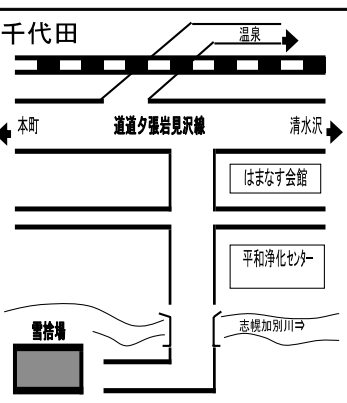 千代田
温泉
本町
道道夕張岩見沢線
清水沢
はまなす会館
平和浄化センター
志幌加別川⇒
雪捨場